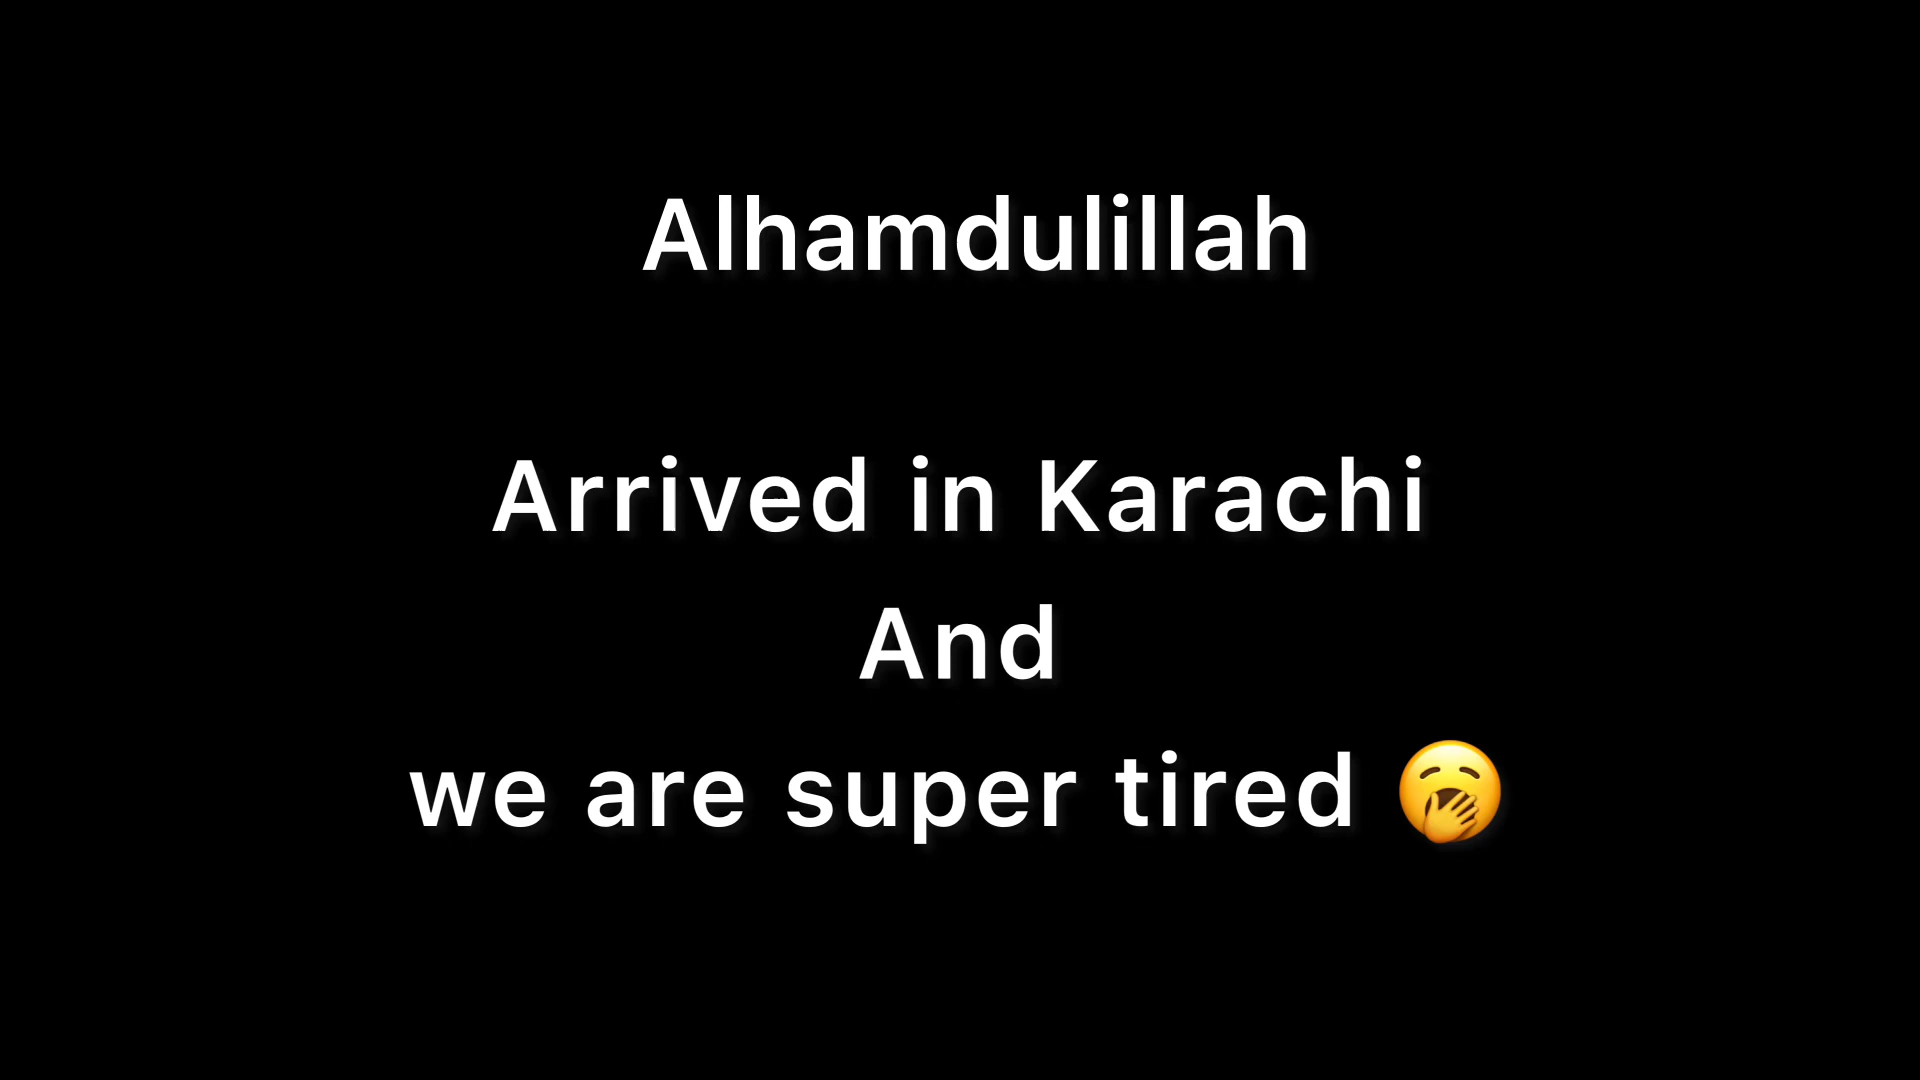 Alhamdulillah
Arrived in Karachi
And
we are super tired 🥱